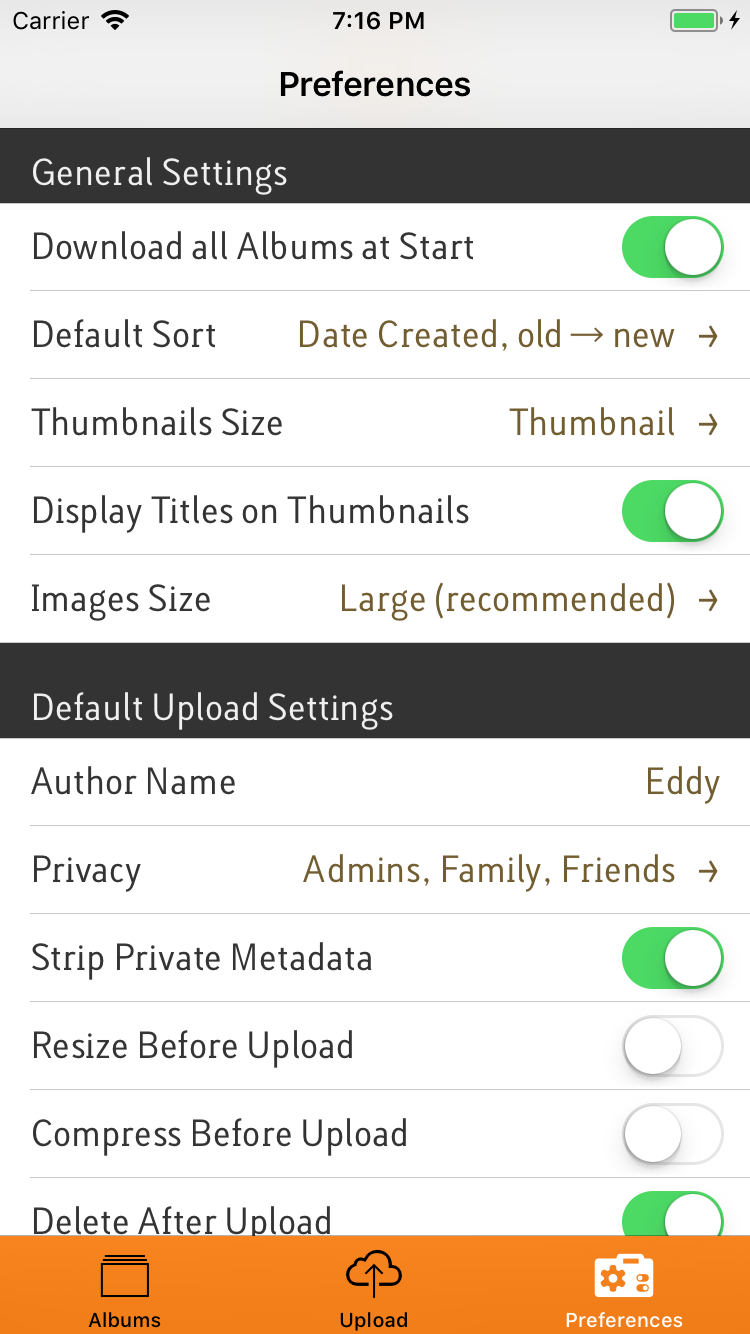 Carrier 7:16 PM
Preferences
General Settings
Download all Albums at Start
Default Sort Date Created, old → new →
Thumbnails Size Thumbnail →
Display Titles on Thumbnails
Images Size Large (recommended) →
Default Upload Settings
Author Name Eddy
Privacy Admins, Family, Friends →
Strip Private Metadata
Resize Before Upload
Compress Before Upload
Delete After Upload
Albums Upload Preferences